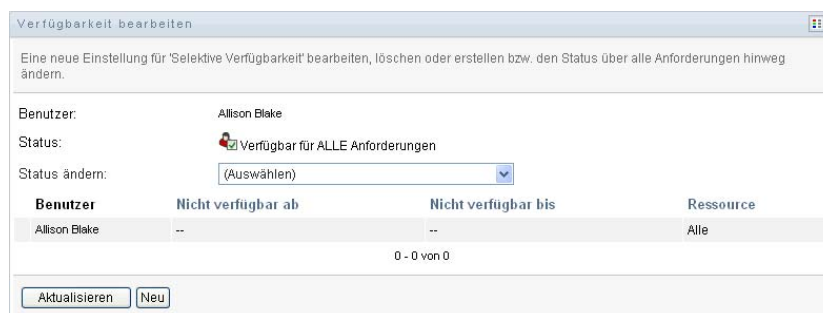 Verfügbarkeit bearbeiten
Eine neue Einstellung für 'Selektive Verfügbarkeit' bearbeiten, löschen oder erstellen bzw. den Status über alle Anforderungen hinweg
ändern.
Benutzer: Allison Blake
Status: Verfügbar für ALLE Anforderungen
Status ändern: (Auswählen)
Benutzer Nicht verfügbar ab Nicht verfügbar bis Ressource
Allison Blake -- -- Alle
0 - 0 von 0
Aktualisieren Neu